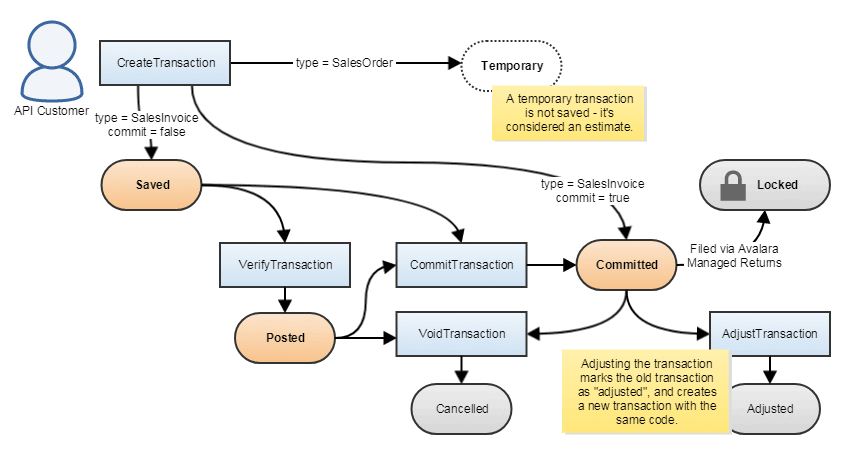 API Customer
CreateTransaction
type = SalesOrder
Temporary
A temporary transaction
is not saved - it's
considered an estimate.
type = SalesInvoice
commit = false
Saved
type = SalesInvoice
commit = true
Locked
VerifyTransaction
CommitTransaction
Committed
Filed via Avalara
Managed Returns
Posted
VoidTransaction
AdjustTransaction
Adjusting the transaction
marks the old transaction
as "adjusted", and creates
a new transaction with the
same code.
Cancelled
Adjusted